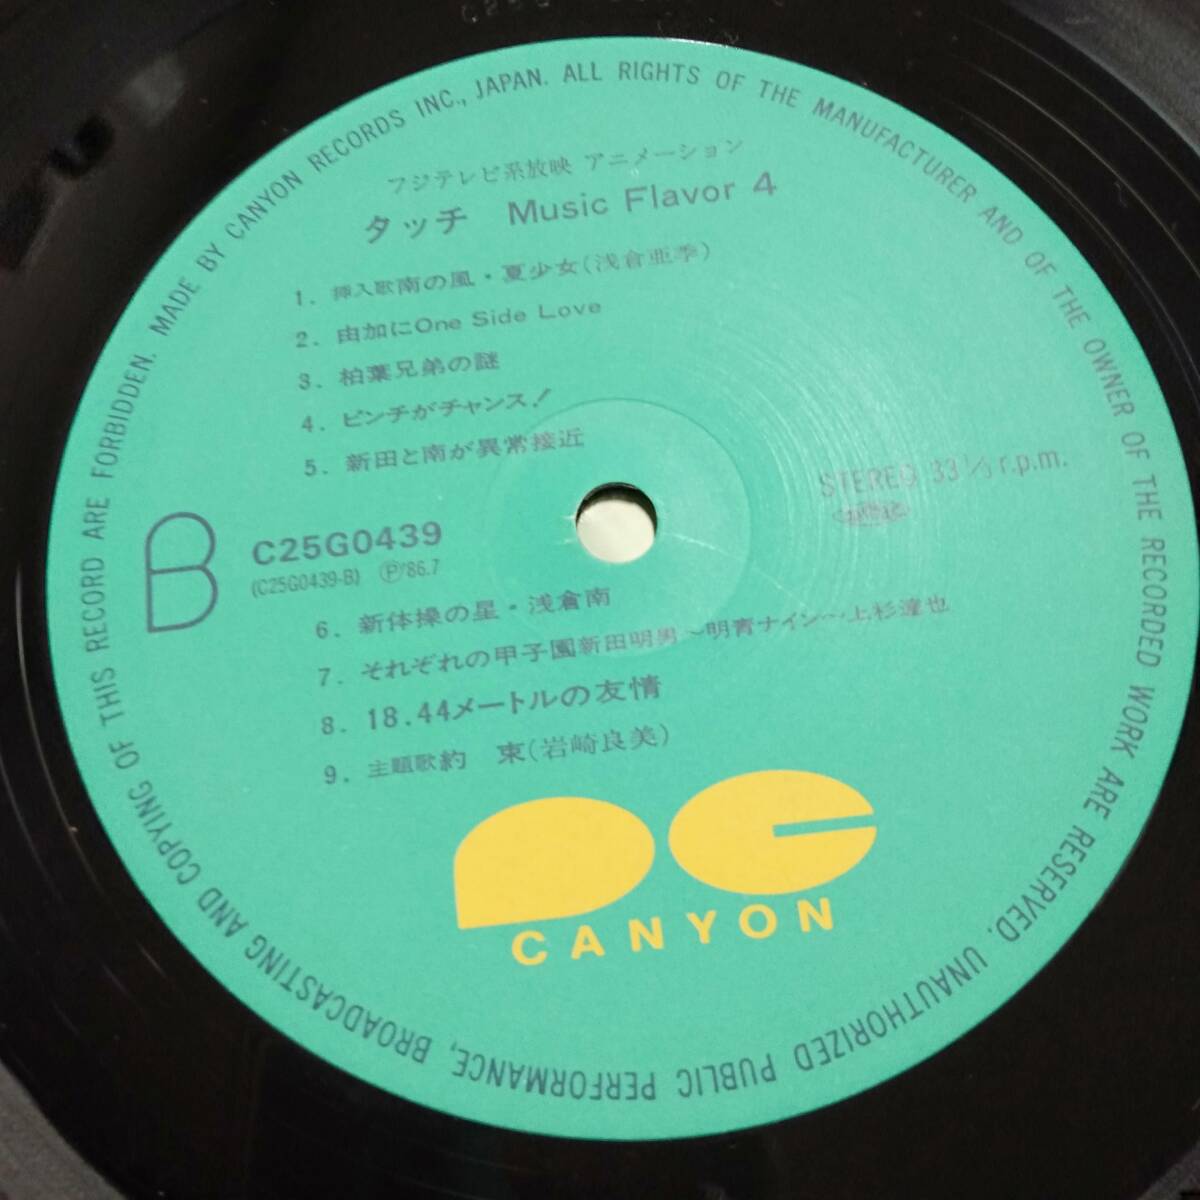 MADE BY CANYON RECORDS INC., JAPAN. ALL RIGHTS OF THE MANUFACTURER AND OF THE OWNER OF THE RECORDED WORK ARE RESERVED. UNAUTHORIZED PUBLIC PERFORMANCE, BROADCASTING AND COPYING OF THIS RECORD ARE FORBIDDEN.
フジテレビ系放映 アニメーション
タッチ Music Flavor 4
1. 挿入歌南の風・夏少女(浅倉亜季)
2. 由加にOne Side Love
3. 柏葉兄弟の謎
4. ピンチがチャンス!
5. 新田と南が異常接近
STEREO 33 1/3 r.p.m.
B
C25G0439
(C25G0439-B) Ⓟ'86.7
6. 新体操の星・浅倉南
7. それぞれの甲子園新田明男〜明青ナイン〜上杉達也
8. 18.44メートルの友情
9. 主題歌約 束(岩崎良美)
CANYON